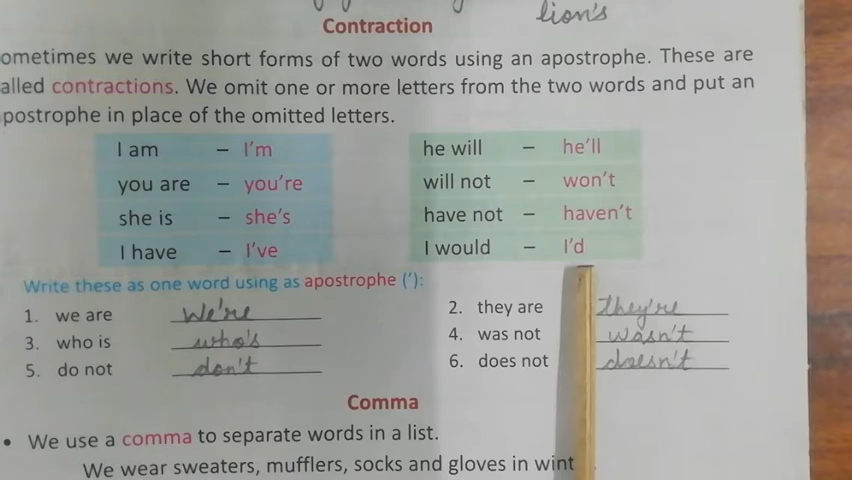 lion's
Contraction
ometimes we write short forms of two words using an apostrophe. These are
alled contractions. We omit one or more letters from the two words and put an
postrophe in place of the omitted letters.
I am – I'm he will – he'll
you are – you're will not – won't
she is – she's have not – haven't
I have – I've I would – I'd
Write these as one word using as apostrophe ('):
1. we are We're 2. they are they're
3. who is who's 4. was not wasn't
5. do not don't 6. does not doesn't
Comma
• We use a comma to separate words in a list.
We wear sweaters, mufflers, socks and gloves in wint